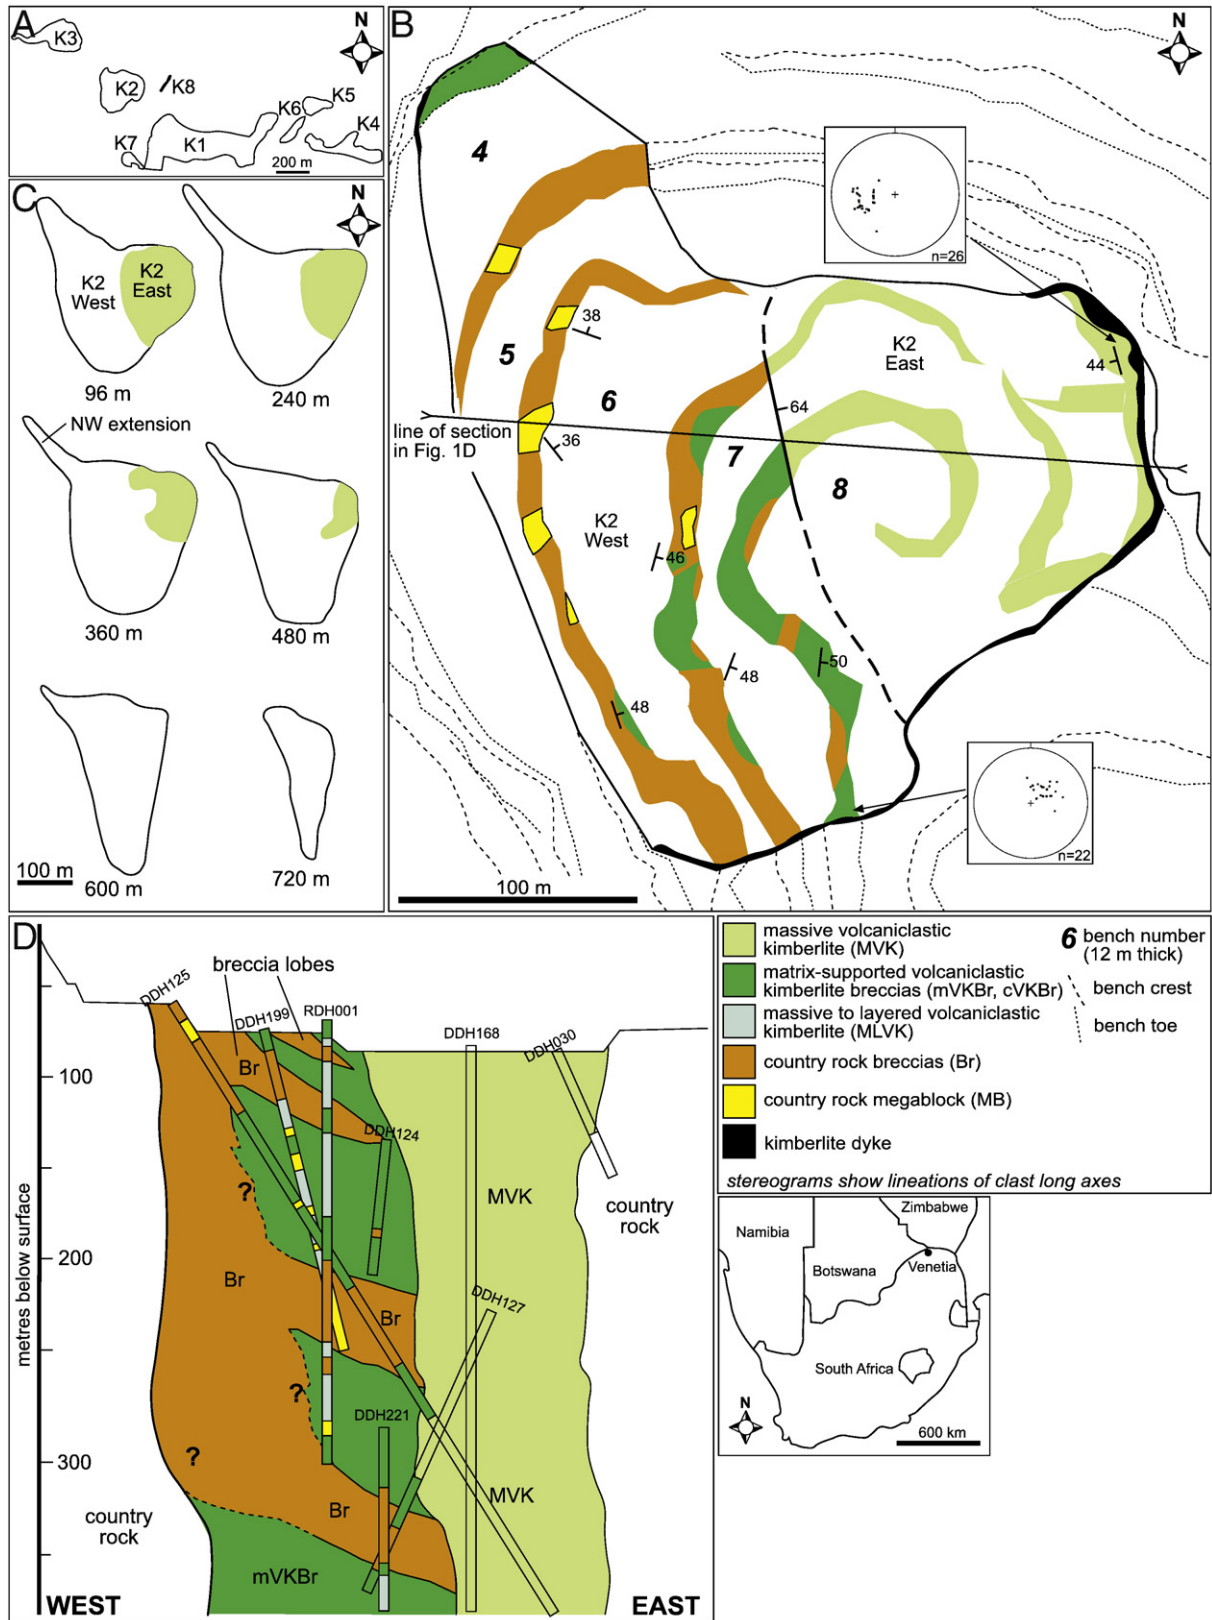 A
N
K3
K2
K8
K5
K6
K4
K7
K1
200 m
B
N
4
n=26
38
5
6
K2
East
44
64
line of section
in Fig. 1D
36
7
8
K2
West
46
50
48
48
n=22
100 m
C
N
K2
West
K2
East
96 m
240 m
NW extension
360 m
480 m
100 m
600 m
720 m
D
breccia lobes
DDH125
DDH199
RDH001
DDH168
DDH030
Br
100
DDH124
metres below surface
?
MVK
country
rock
200
Br
Br
DDH127
?
DDH221
?
300
Br
MVK
country
rock
mVKBr
WEST
EAST
massive volcaniclastic
kimberlite (MVK)
matrix-supported volcaniclastic
kimberlite breccias (mVKBr, cVKBr)
massive to layered volcaniclastic
kimberlite (MLVK)
country rock breccias (Br)
country rock megablock (MB)
kimberlite dyke
6 bench number
(12 m thick)
bench crest
bench toe
stereograms show lineations of clast long axes
Zimbabwe
Namibia
Botswana
Venetia
South Africa
N
600 km